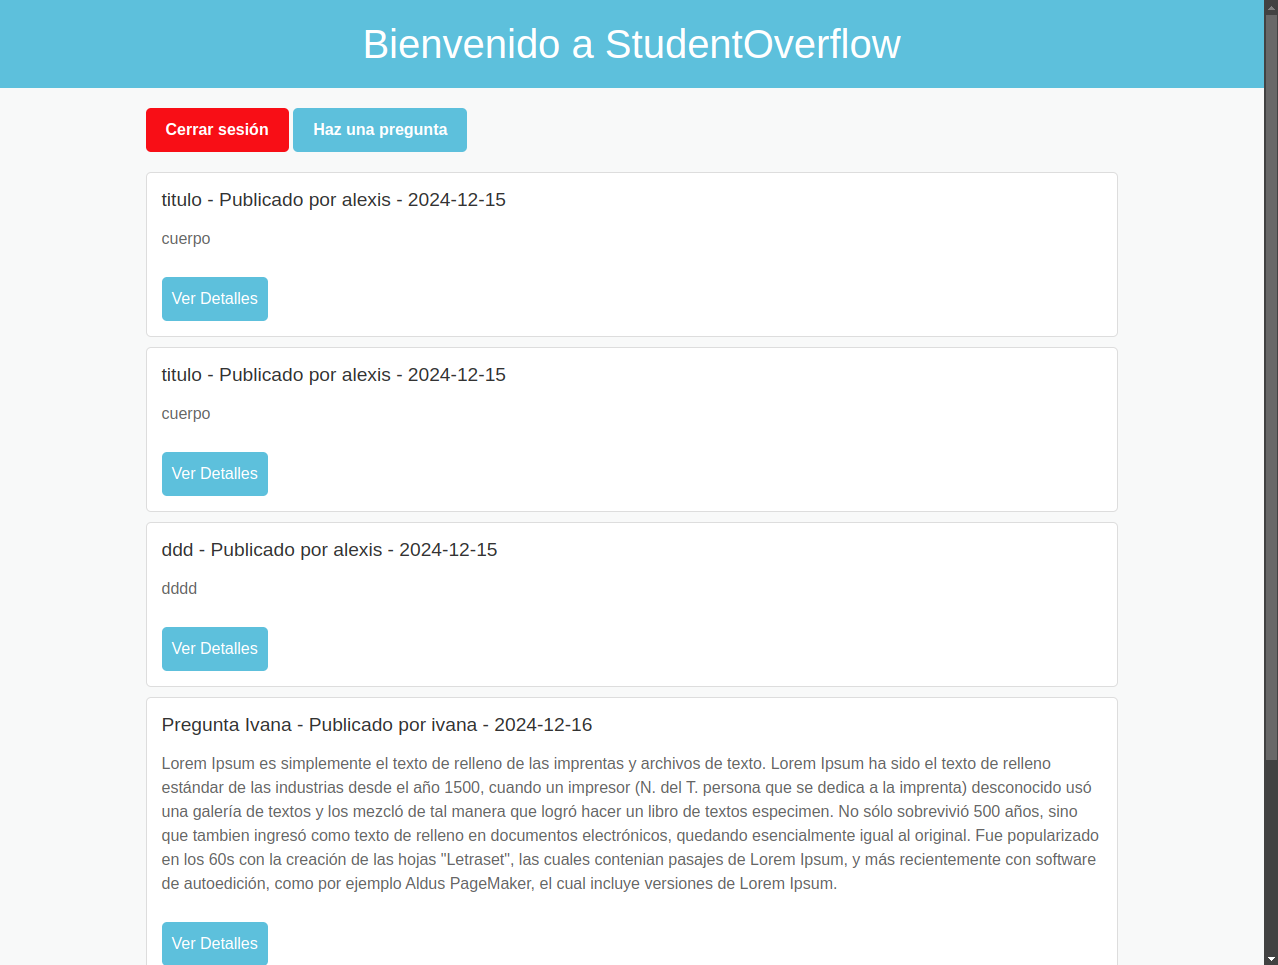 Bienvenido a StudentOverflow
Cerrar sesión Haz una pregunta
titulo - Publicado por alexis - 2024-12-15
cuerpo
Ver Detalles
titulo - Publicado por alexis - 2024-12-15
cuerpo
Ver Detalles
ddd - Publicado por alexis - 2024-12-15
dddd
Ver Detalles
Pregunta Ivana - Publicado por ivana - 2024-12-16
Lorem Ipsum es simplemente el texto de relleno de las imprentas y archivos de texto. Lorem Ipsum ha sido el texto de relleno
estándar de las industrias desde el año 1500, cuando un impresor (N. del T. persona que se dedica a la imprenta) desconocido usó
una galería de textos y los mezcló de tal manera que logró hacer un libro de textos especimen. No sólo sobrevivió 500 años, sino
que tambien ingresó como texto de relleno en documentos electrónicos, quedando esencialmente igual al original. Fue popularizado
en los 60s con la creación de las hojas "Letraset", las cuales contenian pasajes de Lorem Ipsum, y más recientemente con software
de autoedición, como por ejemplo Aldus PageMaker, el cual incluye versiones de Lorem Ipsum.
Ver Detalles